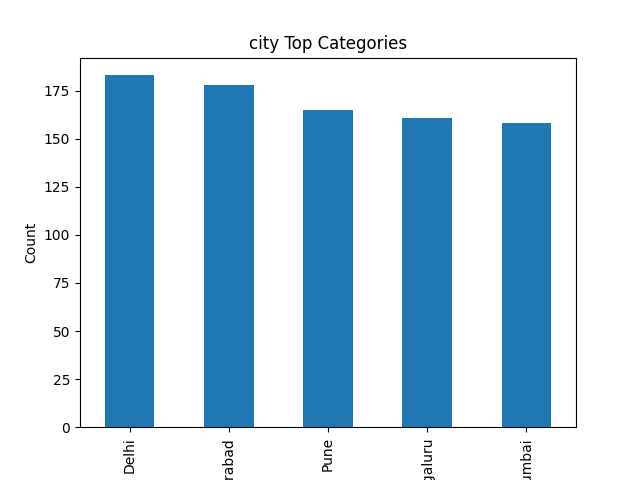 city Top Categories
Count
175
150
125
100
75
50
25
0
Delhi
rabad
Pune
galuru
umbai